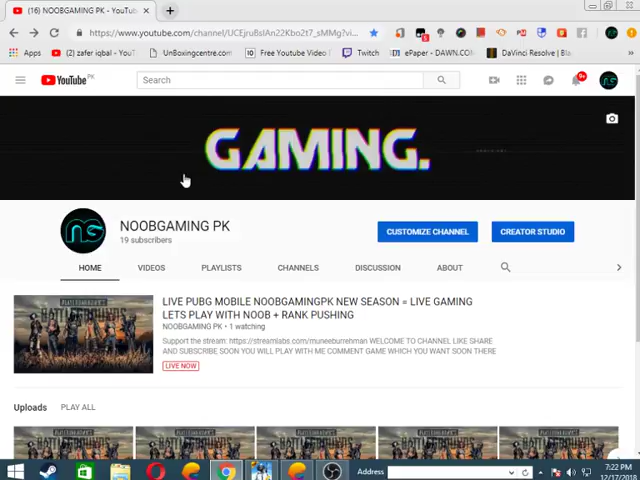 (16) NOOBGAMING PK - YouTu
https://www.youtube.com/channel/UCEjruBsIAn22Kbo2t7_sMMg?vi...
Apps
(2) zafer iqbal - YouT
UnBoxingcentre.com
Free Youtube Video
Twitch
ePaper - DAWN.COM
DaVinci Resolve | Bla
YouTube PK
Search
9+
GAMING.
NOOBGAMING PK
19 subscribers
CUSTOMIZE CHANNEL
CREATOR STUDIO
HOME
VIDEOS
PLAYLISTS
CHANNELS
DISCUSSION
ABOUT
LIVE PUBG MOBILE NOOBGAMINGPK NEW SEASON = LIVE GAMING
LETS PLAY WITH NOOB + RANK PUSHING
NOOBGAMING PK • 1 watching
Support the stream: https://streamlabs.com/muneeburrehman WELCOME TO CHANNEL LIKE SHARE
AND SUBSCRIBE SOON YOU WILL PLAY WITH ME COMMENT GAME WHICH YOU WANT SOON THERE
LIVE NOW
Uploads
PLAY ALL
Address
7:22 PM
12/17/2018